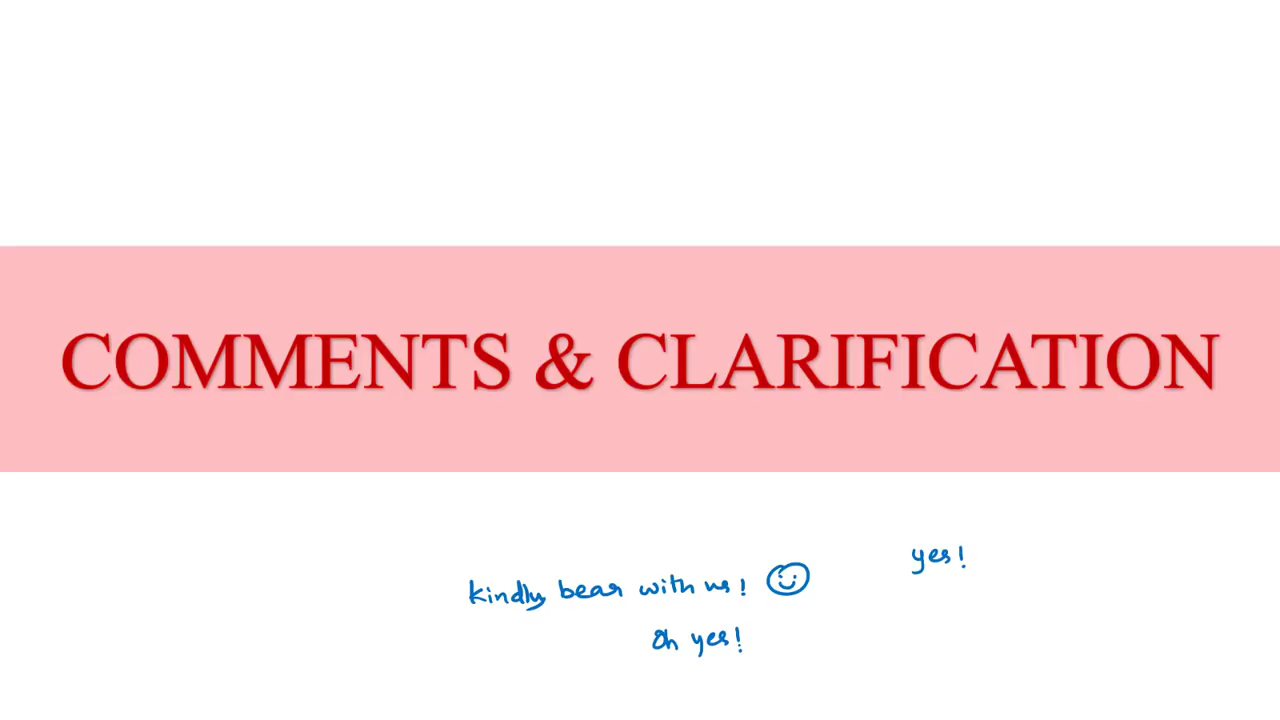 COMMENTS & CLARIFICATION
yes!
kindly bear with us!
Oh yes!